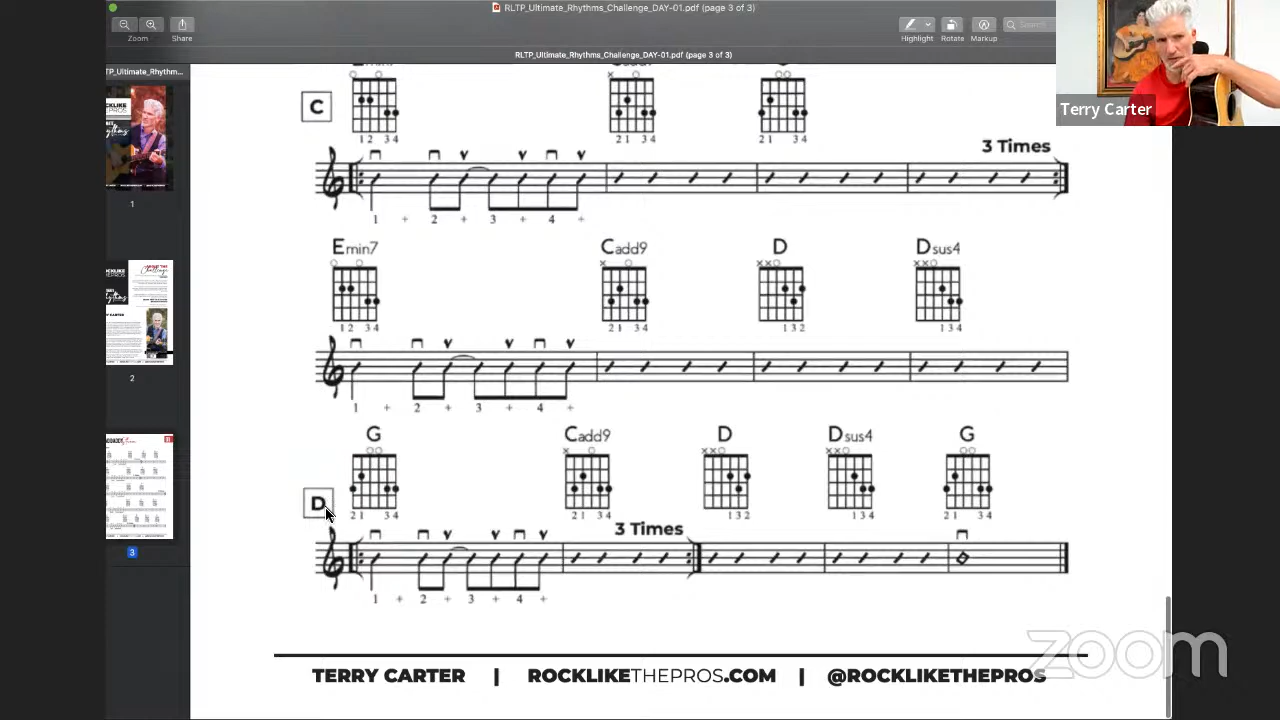 RLTP_Ultimate_Rhythms_Challenge_DAY-01.pdf (page 3 of 3)
Zoom Share Highlight Rotate Markup Search
RLTP_Ultimate_Rhythms_Challenge_DAY-01.pdf (page 3 of 3)
TP_Ultimate_Rhythm...
Terry Carter
1
2
3
C
12 34
21 34
21 34
3 Times
1 + 2 + 3 + 4 +
Emin7 Cadd9 D Dsus4
12 34
21 34
132
134
1 + 2 + 3 + 4 +
G Cadd9 D Dsus4 G
D
21 34
21 34
132
134
21 34
3 Times
1 + 2 + 3 + 4 +
zoom
TERRY CARTER | ROCKLIKETHEPROS.COM | @ROCKLIKETHEPROS